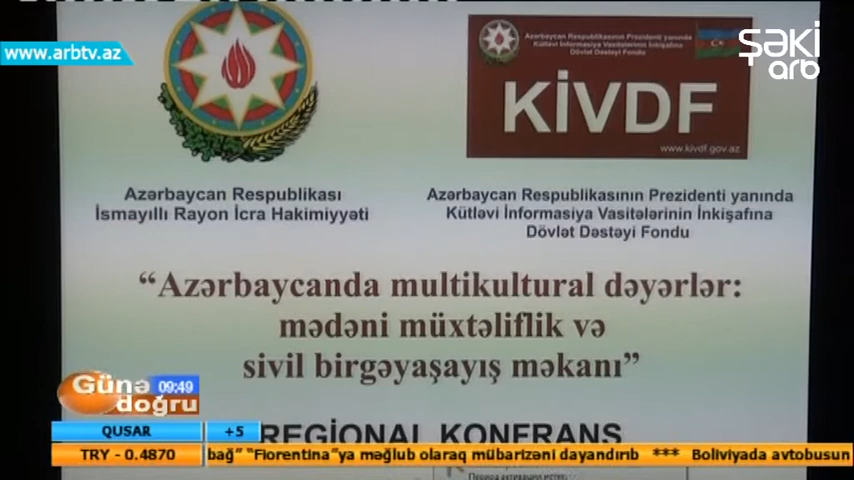 www.arbtv.az
ŞƏKİ
arb
Azərbaycan Respublikasının Prezidenti yanında
Kütləvi İnformasiya Vasitələrinin İnkişafına
Dövlət Dəstəyi Fondu
KİVDF
www.kivdf.gov.az
Azərbaycan Respublikası
İsmayıllı Rayon İcra Hakimiyyəti
Azərbaycan Respublikasının Prezidenti yanında
Kütləvi İnformasiya Vasitələrinin İnkişafına
Dövlət Dəstəyi Fondu
“Azərbaycanda multikultural dəyərlər:
mədəni müxtəliflik və
sivil birgəyaşayış məkanı”
REGİONAL KONFRANS
Günə
doğru
09:49
QUSAR +5
TRY - 0.4870
bağ” “Fiorentina”ya məğlub olaraq mübarizəni dayandırıb *** Boliviyada avtobusun